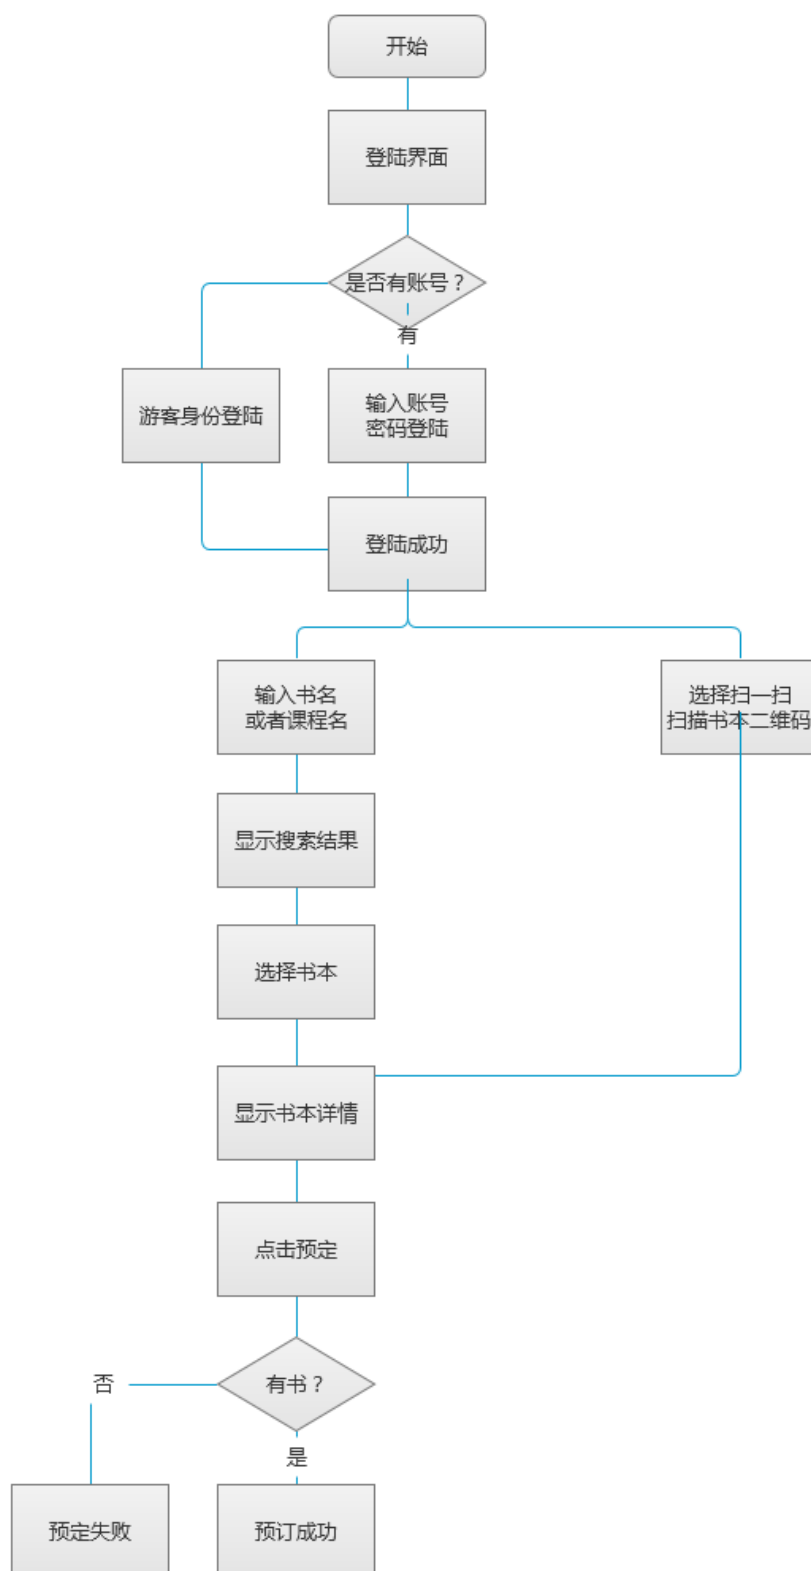 开始
登陆界面
是否有账号？
有
游客身份登陆
输入账号
密码登陆
登陆成功
输入书名
或者课程名
选择扫一扫
扫描书本二维码
显示搜索结果
选择书本
显示书本详情
点击预定
有书？
否
是
预定失败
预订成功